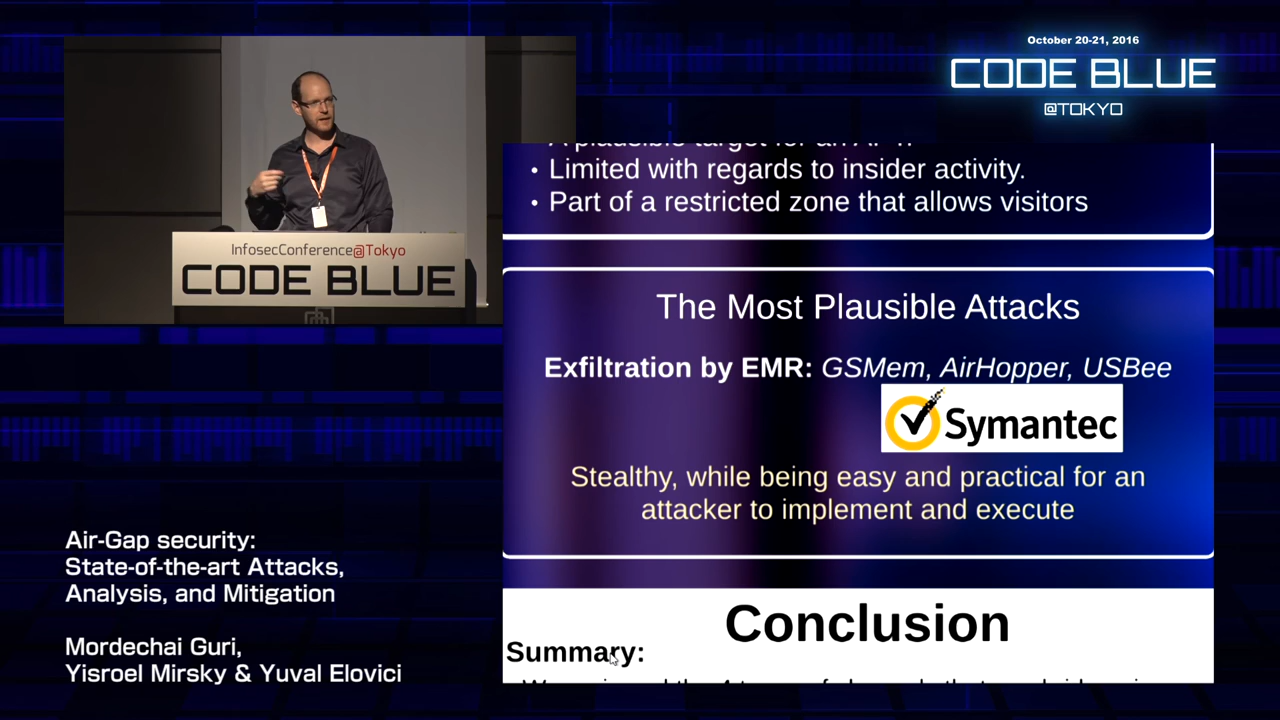 October 20-21, 2016
CODE BLUE
@TOKYO
InfosecConference@Tokyo
CODE BLUE
• Limited with regards to insider activity.
• Part of a restricted zone that allows visitors
The Most Plausible Attacks
Exfiltration by EMR: GSMem, AirHopper, USBee
Symantec
Stealthy, while being easy and practical for an
attacker to implement and execute
Conclusion
Summary:
Air-Gap security:
State-of-the-art Attacks,
Analysis, and Mitigation
Mordechai Guri,
Yisroel Mirsky & Yuval Elovici